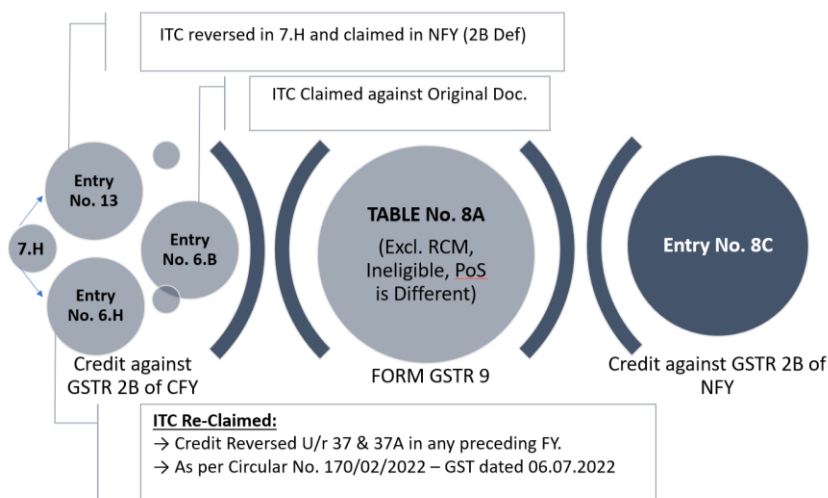 ITC reversed in 7.H and claimed in NFY (2B Def)
ITC Claimed against Original Doc.
Entry
No. 13
7.H
Entry
No. 6.B
Entry
No. 6.H
Credit against
GSTR 2B of CFY
TABLE No. 8A
(Excl. RCM,
Ineligible, PoS
is Different)
FORM GSTR 9
Entry No. 8C
Credit against GSTR 2B of
NFY
ITC Re-Claimed:
→ Credit Reversed U/r 37 & 37A in any preceding FY.
→ As per Circular No. 170/02/2022 – GST dated 06.07.2022